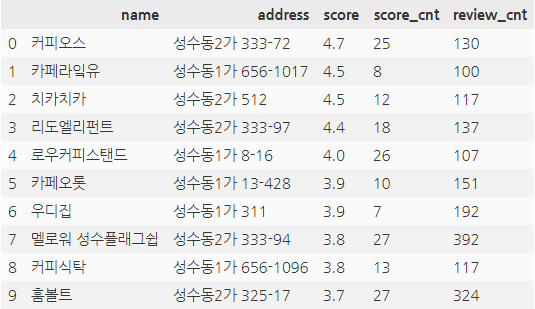 name address score score_cnt review_cnt
0 커피오스 성수동2가 333-72 4.7 25 130
1 카페라잌유 성수동1가 656-1017 4.5 8 100
2 치카치카 성수동2가 512 4.5 12 117
3 리도엘리펀트 성수동2가 333-97 4.4 18 137
4 로우커피스탠드 성수동1가 8-16 4.0 26 107
5 카페오롯 성수동1가 13-428 3.9 10 151
6 우디집 성수동1가 311 3.9 7 192
7 멜로워 성수플래그쉽 성수동2가 333-94 3.8 27 392
8 커피식탁 성수동1가 656-1096 3.8 13 117
9 훔볼트 성수동2가 325-17 3.7 27 324